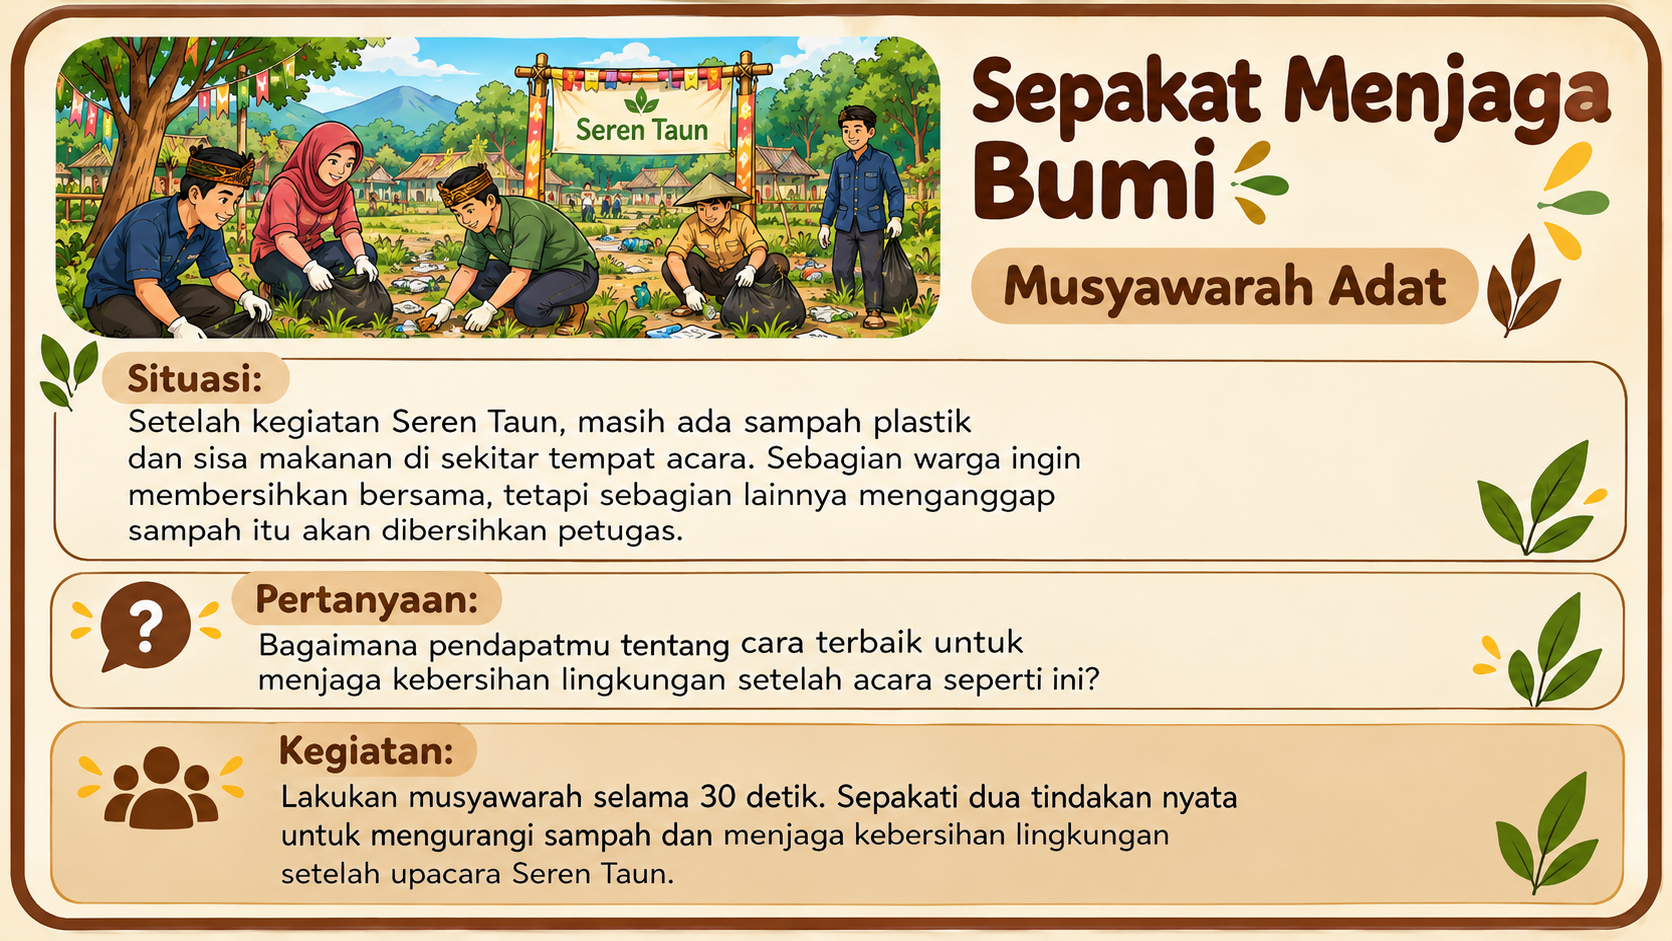 Seren Taun
Sepakat Menjaga
Bumi
Musyawarah Adat
Situasi:
Setelah kegiatan Seren Taun, masih ada sampah plastik
dan sisa makanan di sekitar tempat acara. Sebagian warga ingin
membersihkan bersama, tetapi sebagian lainnya menganggap
sampah itu akan dibersihkan petugas.
?
Pertanyaan:
Bagaimana pendapatmu tentang cara terbaik untuk
menjaga kebersihan lingkungan setelah acara seperti ini?
Kegiatan:
Lakukan musyawarah selama 30 detik. Sepakati dua tindakan nyata
untuk mengurangi sampah dan menjaga kebersihan lingkungan
setelah upacara Seren Taun.